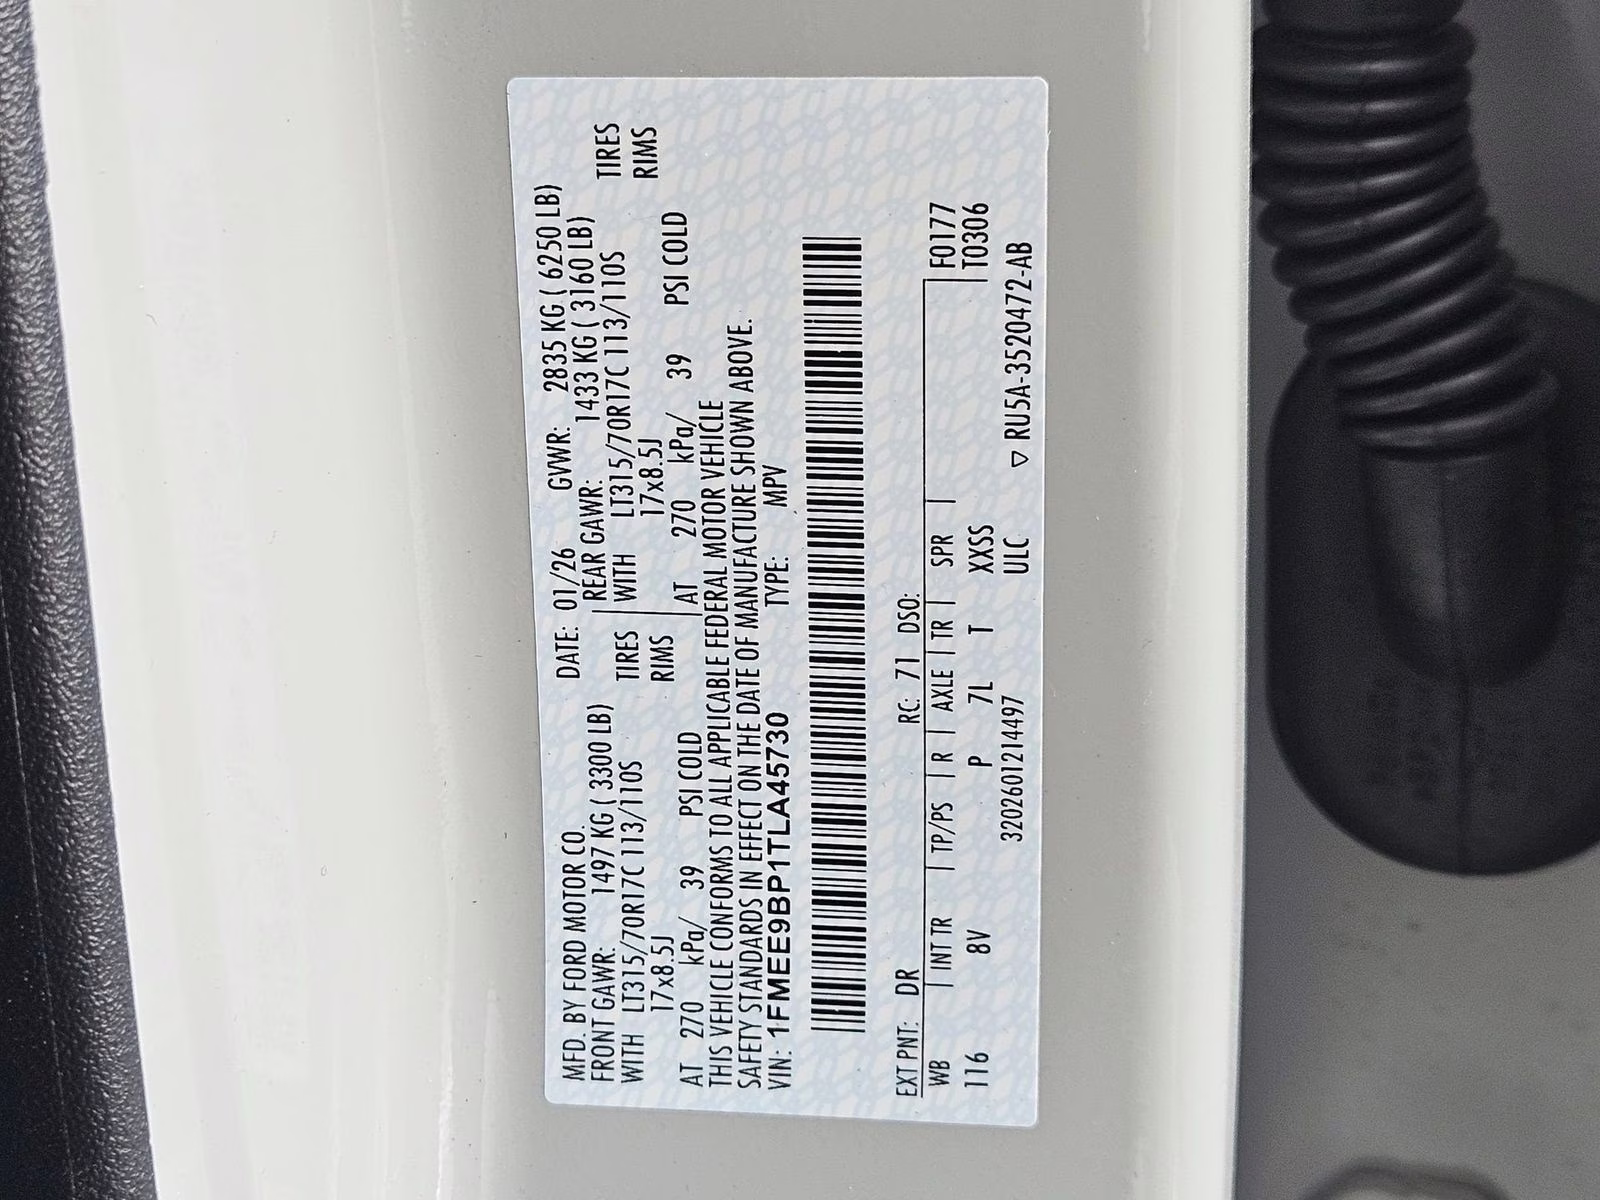 MFD. BY FORD MOTOR CO.
DATE: 01/26 GVWR: 2835 KG ( 6250 LB)
FRONT GAWR: 1497 KG ( 3300 LB) REAR GAWR: 1433 KG ( 3160 LB)
WITH LT315/70R17C 113/110S TIRES WITH LT315/70R17C 113/110S TIRES
17x8.5J RIMS 17x8.5J RIMS
AT 270 kPa/ 39 PSI COLD AT 270 kPa/ 39 PSI COLD
THIS VEHICLE CONFORMS TO ALL APPLICABLE FEDERAL MOTOR VEHICLE
SAFETY STANDARDS IN EFFECT ON THE DATE OF MANUFACTURE SHOWN ABOVE.
VIN: 1FMEE9BP1TLA45730 TYPE: MPV
EXT PNT: DR RC: 71 DSO:
WB INT TR TP/PS R AXLE TR SPR F0177
116 8V P 7L T XXSS T0306
3202601214497 ULC ▽ RU5A-3520472-AB